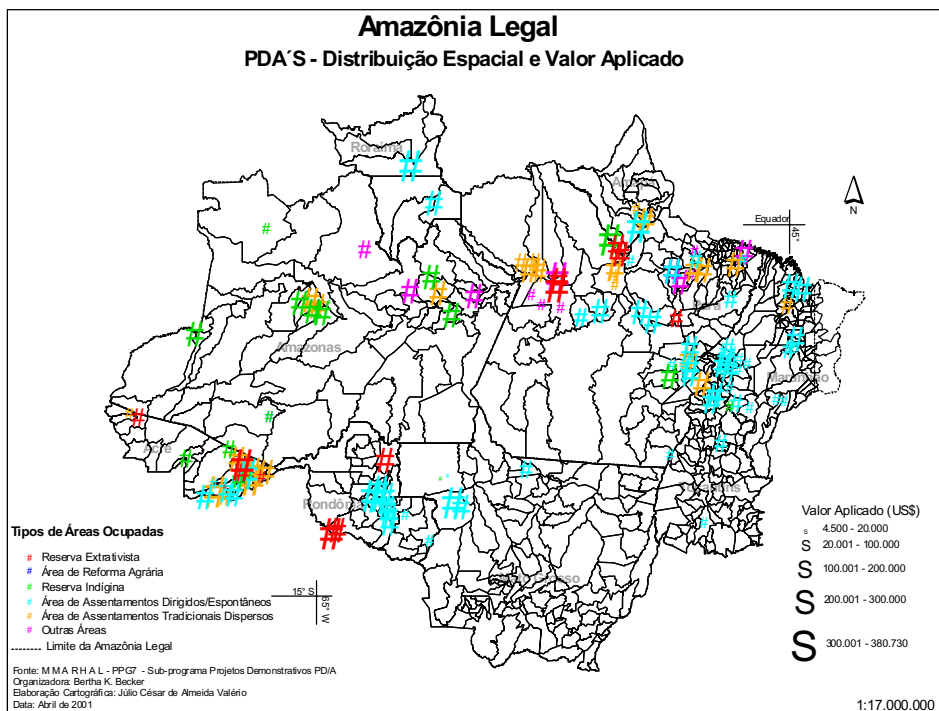 Amazônia Legal
PDA´S - Distribuição Espacial e Valor Aplicado
Roraima
Amapá
Equador
45°
N
Pará
Amazonas
Maranhão
Acre
Rondônia
Tocantins
Mato Grosso
15° S
65° W
Tipos de Áreas Ocupadas
# Reserva Extrativista
# Área de Reforma Agrária
# Reserva Indígina
# Área de Assentamentos Dirigidos/Espontâneos
# Área de Assentamentos Tradicionais Dispersos
# Outras Áreas
Limite da Amazônia Legal
Valor Aplicado (US$)
s 4.500 - 20.000
S 20.001 - 100.000
S 100.001 - 200.000
S 200.001 - 300.000
S 300.001 - 380.730
Fonte: M M A R H A L - PPG7 - Sub-programa Projetos Demonstrativos PD/A
Organizadora: Bertha K. Becker
Elaboração Cartográfica: Júlio César de Almeida Valério
Data: Abril de 2001
1:17.000.000